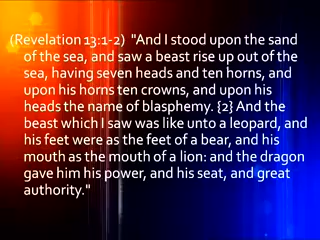 (Revelation 13:1-2)  "And I stood upon the sand
of the sea, and saw a beast rise up out of the
sea, having seven heads and ten horns, and
upon his horns ten crowns, and upon his
heads the name of blasphemy. {2} And the
beast which I saw was like unto a leopard, and
his feet were as the feet of a bear, and his
mouth as the mouth of a lion: and the dragon
gave him his power, and his seat, and great
authority."